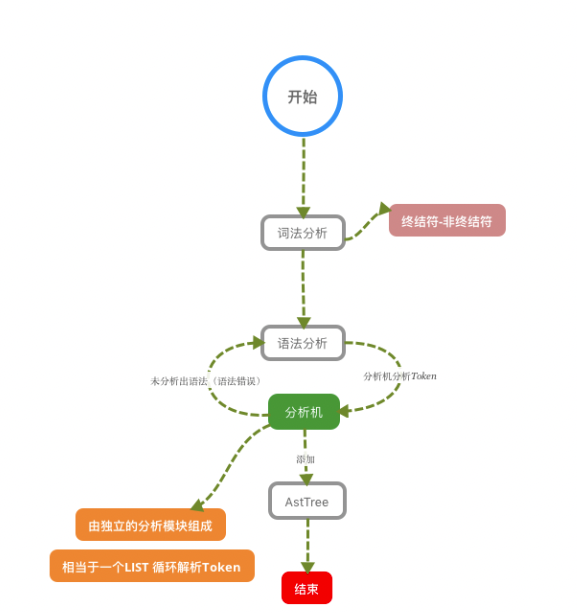 开始
词法分析
终结符-非终结符
语法分析
未分析出语法（语法错误）
分析机分析Token
分析机
添加
AstTree
由独立的分析模块组成
相当于一个LIST 循环解析Token
结束